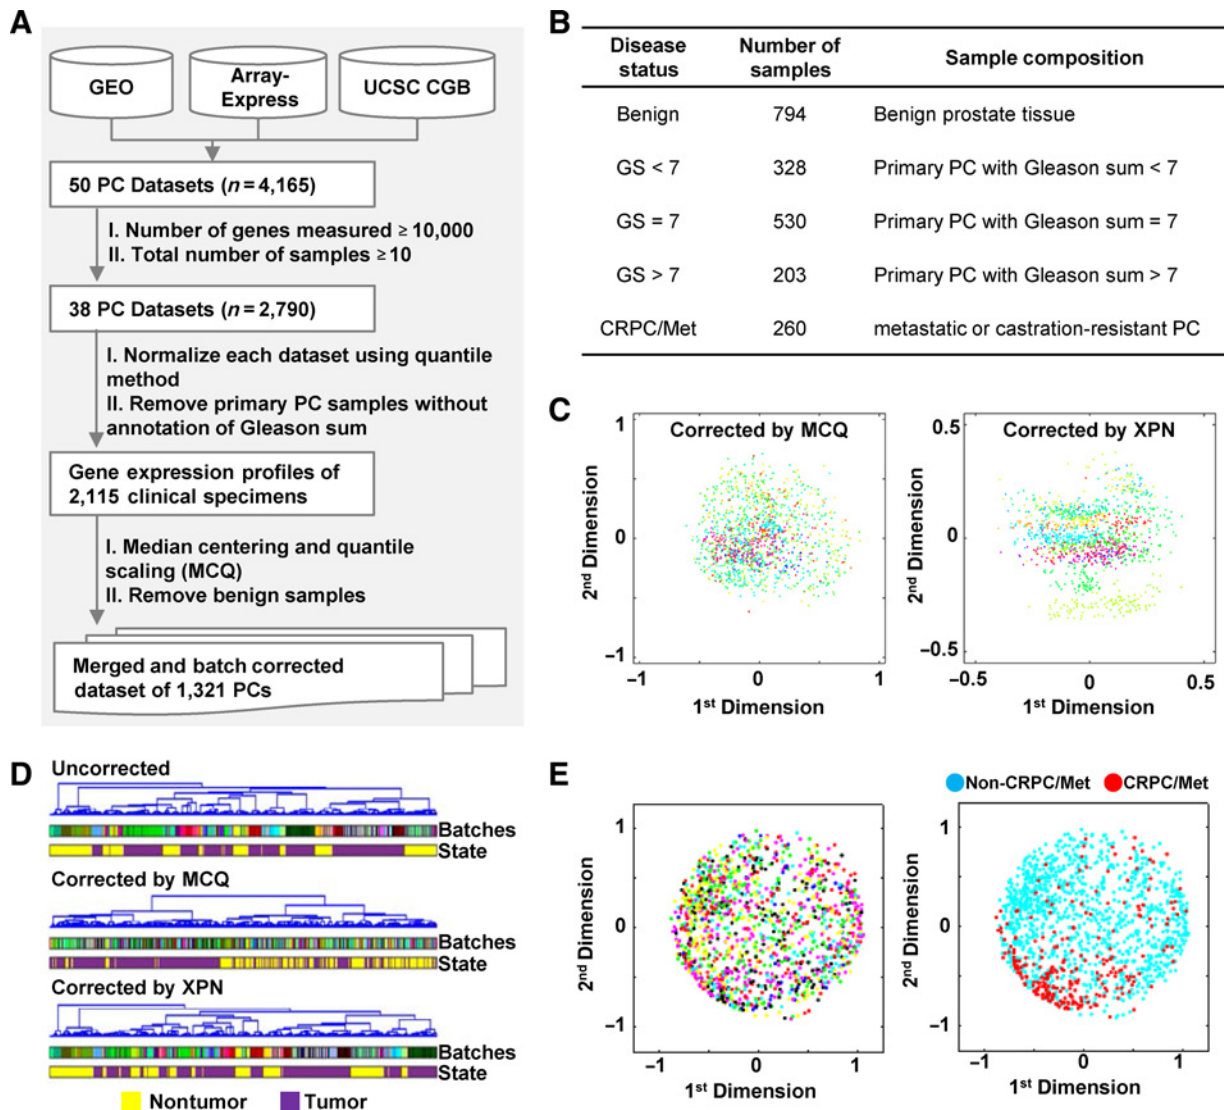 A
GEO
Array-
Express
UCSC CGB
50 PC Datasets (n = 4,165)
I. Number of genes measured ≥ 10,000
II. Total number of samples ≥ 10
38 PC Datasets (n = 2,790)
I. Normalize each dataset using quantile
method
II. Remove primary PC samples without
annotation of Gleason sum
Gene expression profiles of
2,115 clinical specimens
I. Median centering and quantile
scaling (MCQ)
II. Remove benign samples
Merged and batch corrected
dataset of 1,321 PCs
B
Disease status Number of samples Sample composition
Benign 794 Benign prostate tissue
GS < 7 328 Primary PC with Gleason sum < 7
GS = 7 530 Primary PC with Gleason sum = 7
GS > 7 203 Primary PC with Gleason sum > 7
CRPC/Met 260 metastatic or castration-resistant PC
C
Corrected by MCQ
1
0
−1
2nd Dimension
−1 0 1
1st Dimension
Corrected by XPN
0.5
0
−0.5
2nd Dimension
−0.5 0 0.5
1st Dimension
D
Uncorrected
Batches
State
Corrected by MCQ
Batches
State
Corrected by XPN
Batches
State
Nontumor Tumor
E
1
0
−1
2nd Dimension
−1 0 1
1st Dimension
Non-CRPC/Met CRPC/Met
1
0
−1
2nd Dimension
−1 0 1
1st Dimension